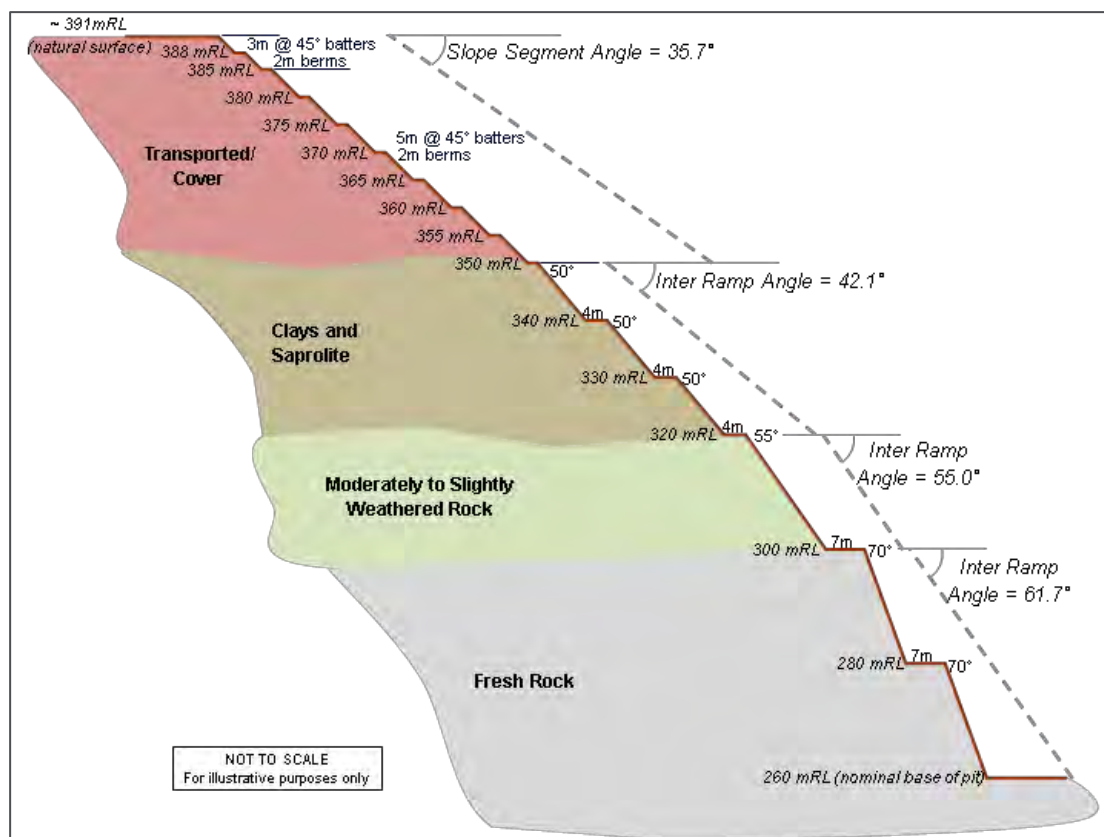 ~ 391mRL
(natural surface)
3m @ 45° batters
2m berms
Slope Segment Angle = 35.7°
388 mRL
385 mRL
380 mRL
375 mRL
5m @ 45° batters
2m berms
370 mRL
Transported/
Cover
365 mRL
360 mRL
355 mRL
350 mRL
50°
Inter Ramp Angle = 42.1°
Clays and
Saprolite
340 mRL
4m
50°
330 mRL
4m
50°
320 mRL
4m
55°
Inter Ramp
Angle = 55.0°
Moderately to Slightly
Weathered Rock
300 mRL
7m
70°
Inter Ramp
Angle = 61.7°
280 mRL
7m
70°
Fresh Rock
NOT TO SCALE
For illustrative purposes only
260 mRL (nominal base of pit)